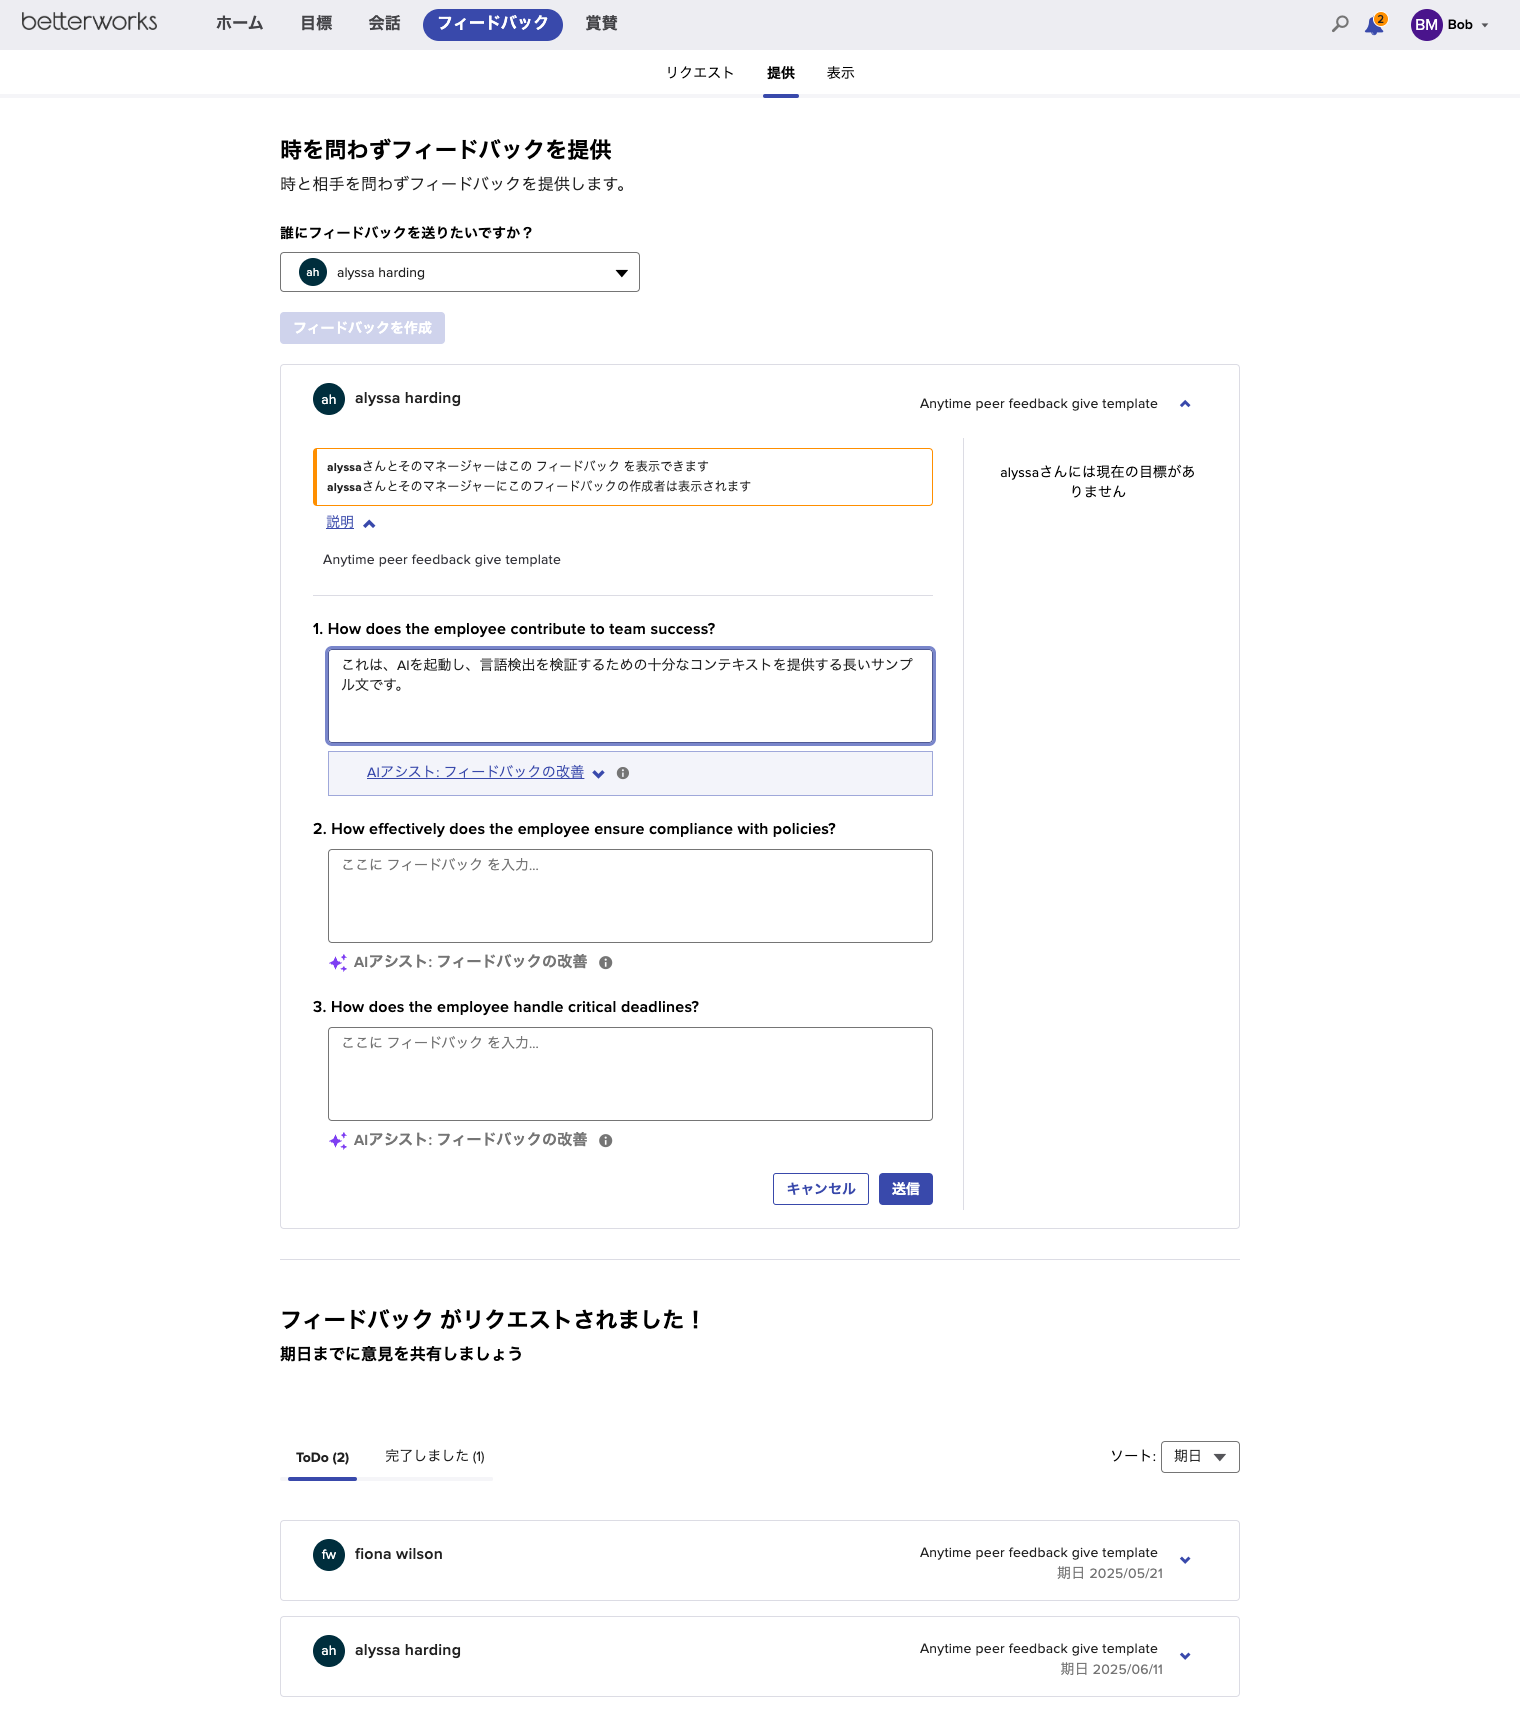 betterworks
ホーム 目標 会話 フィードバック 賞賛
2
BM Bob
リクエスト 提供 表示
時を問わずフィードバックを提供
時と相手を問わずフィードバックを提供します。
誰にフィードバックを送りたいですか？
ah alyssa harding
フィードバックを作成
ah alyssa harding
Anytime peer feedback give template
alyssaさんとそのマネージャーはこの フィードバック を表示できます
alyssaさんとそのマネージャーにこのフィードバックの作成者は表示されます
説明
Anytime peer feedback give template
alyssaさんには現在の目標があ
りません
1. How does the employee contribute to team success?
これは、AIを起動し、言語検出を検証するための十分なコンテキストを提供する長いサンプ
ル文です。
AIアシスト: フィードバックの改善
2. How effectively does the employee ensure compliance with policies?
ここに フィードバック を入力...
AIアシスト: フィードバックの改善
3. How does the employee handle critical deadlines?
ここに フィードバック を入力...
AIアシスト: フィードバックの改善
キャンセル 送信
フィードバック がリクエストされました！
期日までに意見を共有しましょう
ToDo (2) 完了しました (1)
ソート: 期日
fw fiona wilson
Anytime peer feedback give template
期日 2025/05/21
ah alyssa harding
Anytime peer feedback give template
期日 2025/06/11